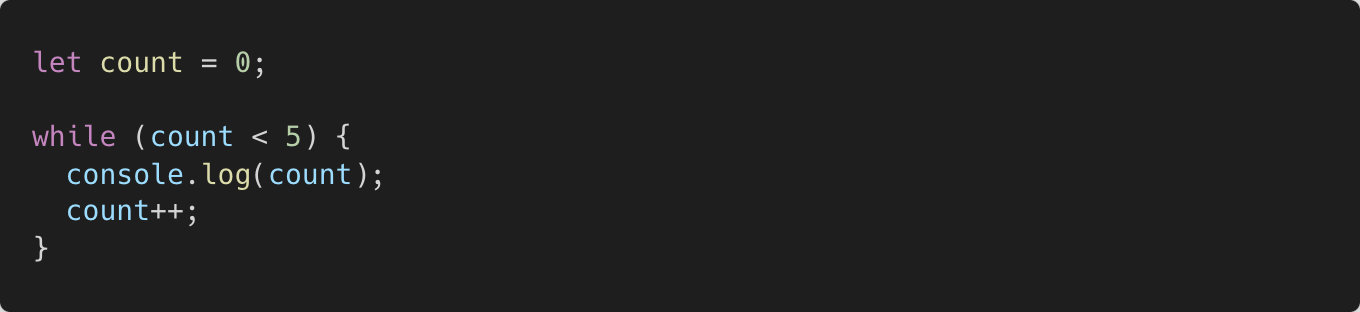 let count = 0;
while (count < 5) {
  console.log(count);
  count++;
}